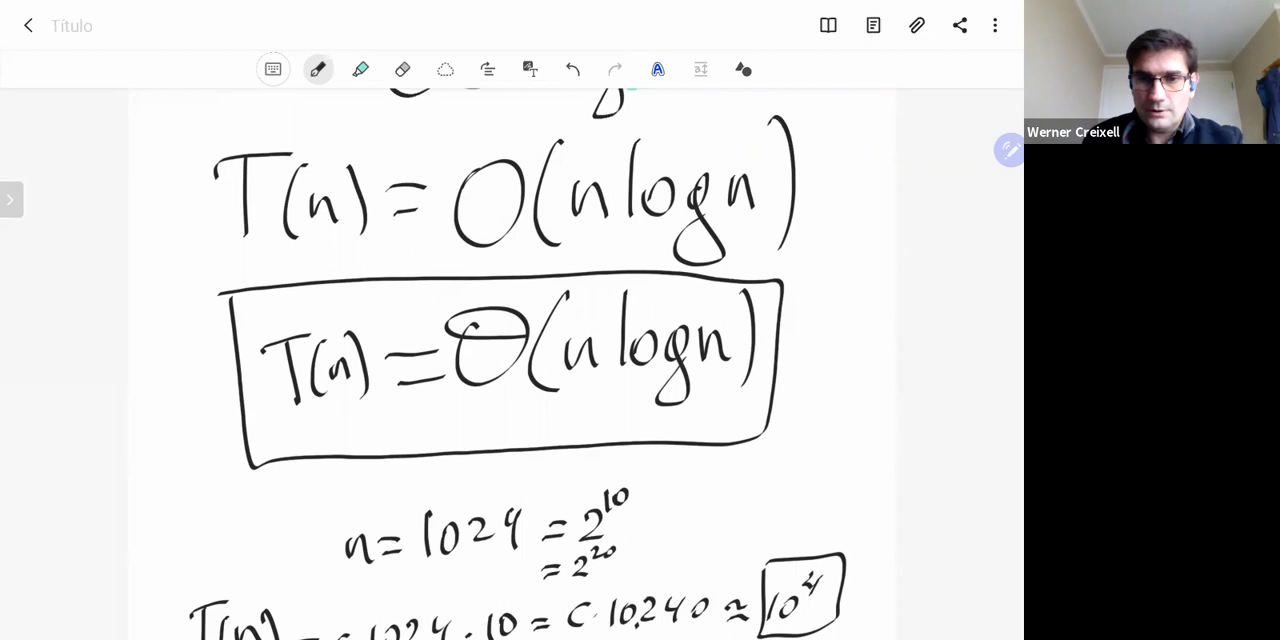 Título
Werner Creixell
T(n) = O(n log n)
T(n) = Θ(n log n)
n = 1024 = 2^10
= 2^20
T(n) = c 1024 · 10 = C · 10,240 ≈ 10^4